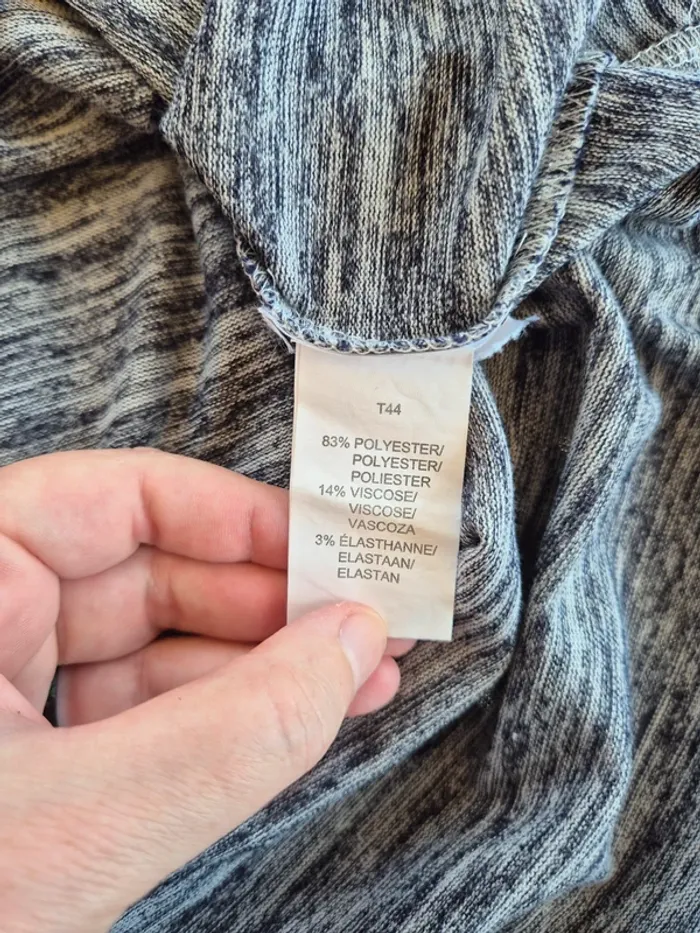 T44
83% POLYESTER/
POLYESTER/
POLIESTER
14% VISCOSE/
VISCOSE/
VASCOZA
3% ÉLASTHANNE/
ELASTAAN/
ELASTAN